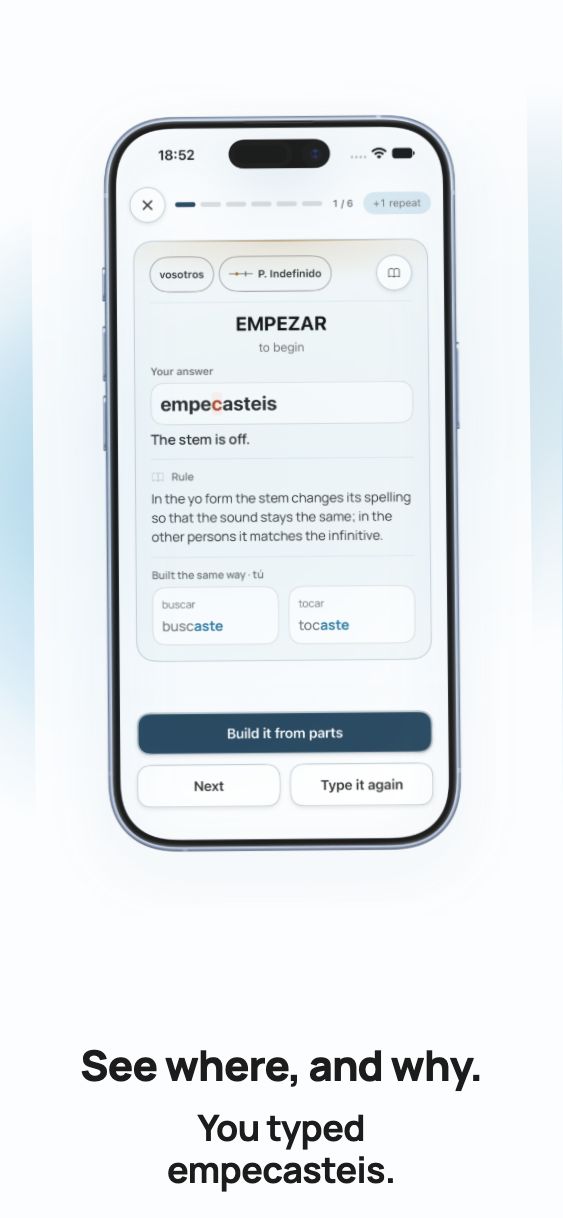 18:52
1 / 6
+1 repeat
vosotros
P. Indefinido
EMPEZAR
to begin
Your answer
empecasteis
The stem is off.
Rule
In the yo form the stem changes its spelling
so that the sound stays the same; in the
other persons it matches the infinitive.
Built the same way · tú
buscar
tocar
buscaste
tocaste
Build it from parts
Next
Type it again
See where, and why.
You typed
empecasteis.